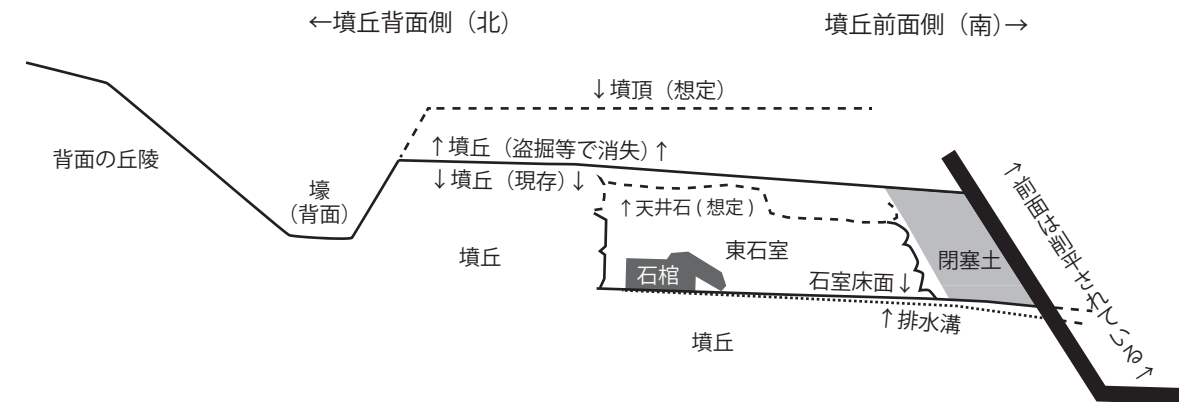 ←墳丘背面側（北）
墳丘前面側（南）→
↓墳頂（想定）
背面の丘陵
↑墳丘（盗掘等で消失）↑
↓墳丘（現存）↓
壕
（背面）
↑天井石(想定)
↑前面は削平されている↑
墳丘
東石室
閉塞土
石棺
石室床面↓
↑排水溝
墳丘